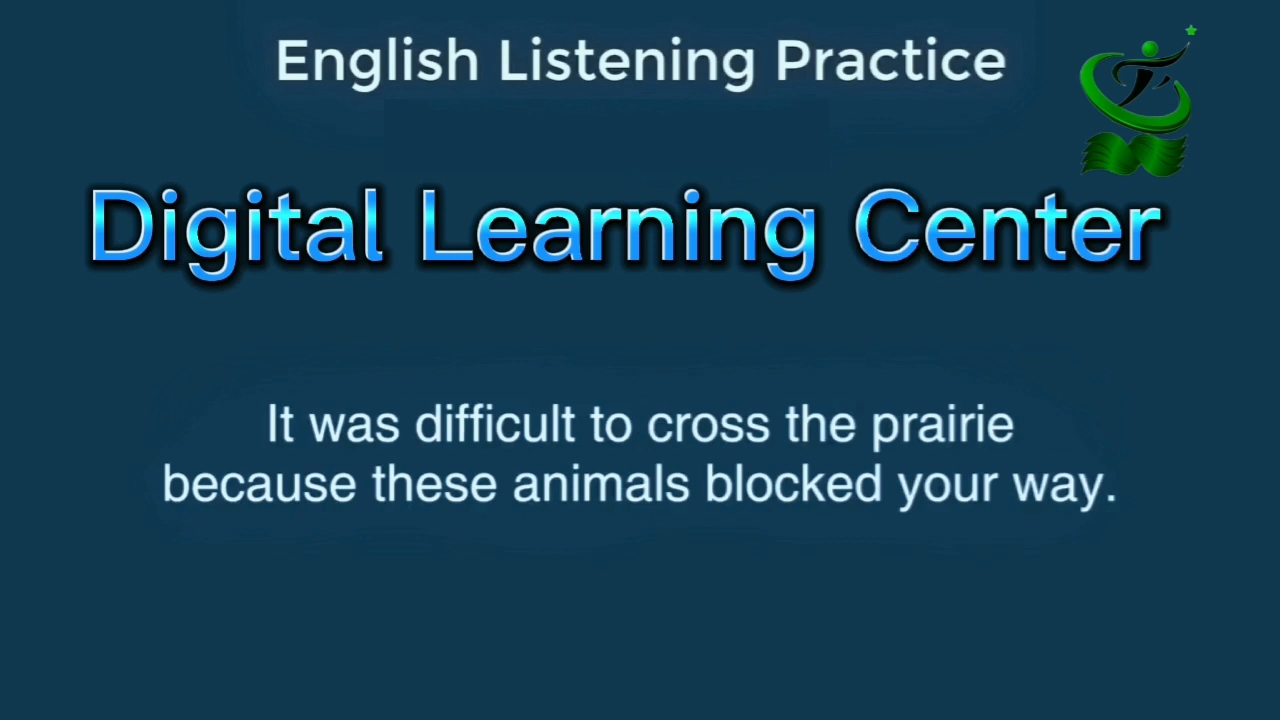 English Listening Practice
Digital Learning Center
It was difficult to cross the prairie
because these animals blocked your way.